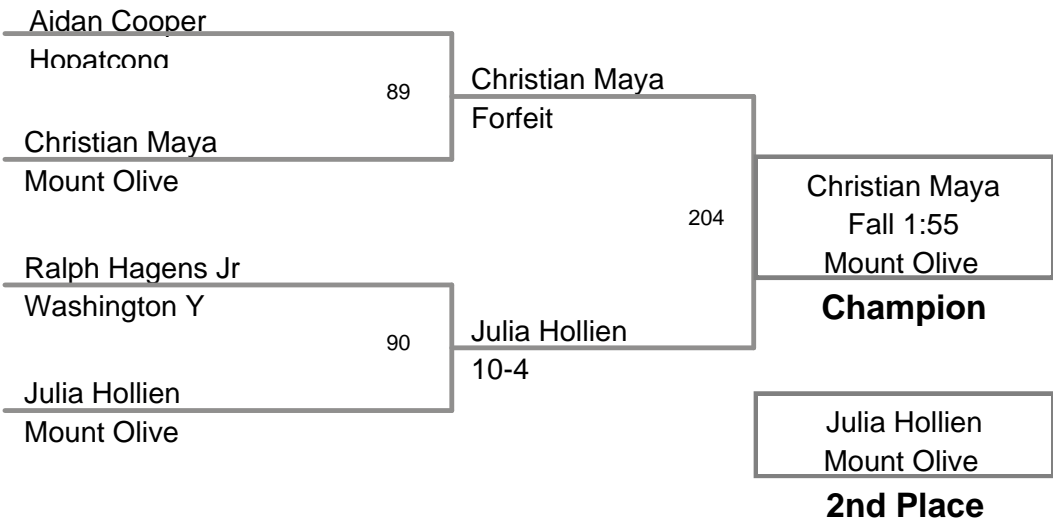 Aidan Cooper
Hopatcong
89
Christian Maya
Mount Olive
Christian Maya
Forfeit
Ralph Hagens Jr
Washington Y
90
Julia Hollien
Mount Olive
Julia Hollien
10-4
204
Christian Maya
Fall 1:55
Mount Olive
Champion
Julia Hollien
Mount Olive
2nd Place